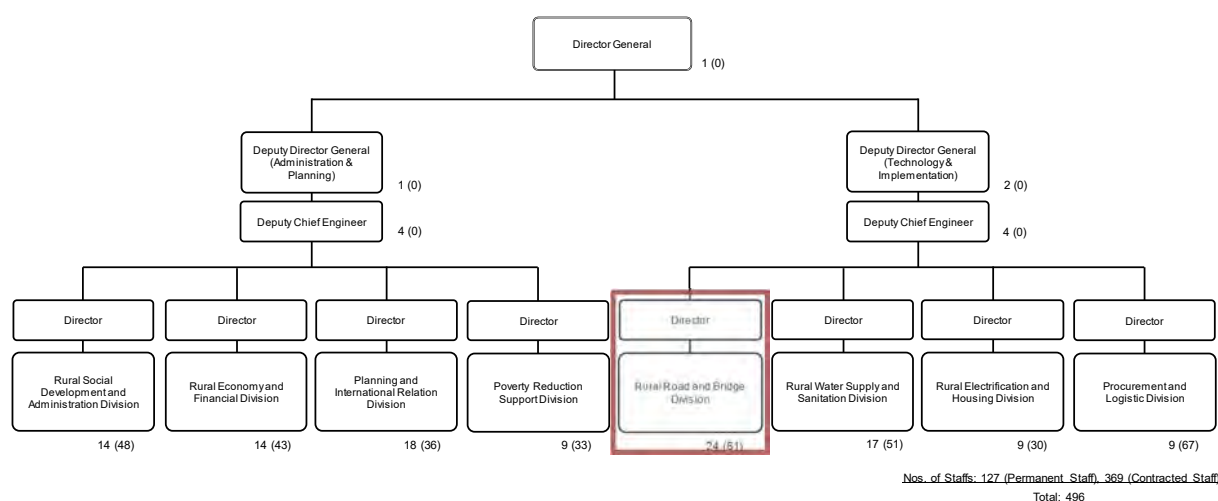 Director General
1 (0)
Deputy Director General
(Administration &
Planning)
1 (0)
Deputy Director General
(Technology &
Implementation)
2 (0)
Deputy Chief Engineer
4 (0)
Deputy Chief Engineer
4 (0)
Director
Director
Director
Director
Director
Director
Director
Director
Rural Social
Development and
Administration Division
14 (48)
Rural Economy and
Financial Division
14 (43)
Planning and
International Relation
Division
18 (36)
Poverty Reduction
Support Division
9 (33)
Rural Road and Bridge
Division
24 (61)
Rural Water Supply and
Sanitation Division
17 (51)
Rural Electrification and
Housing Division
9 (30)
Procurement and
Logistic Division
9 (67)
Nos. of Staffs: 127 (Permanent Staff), 369 (Contracted Staff)
Total: 496